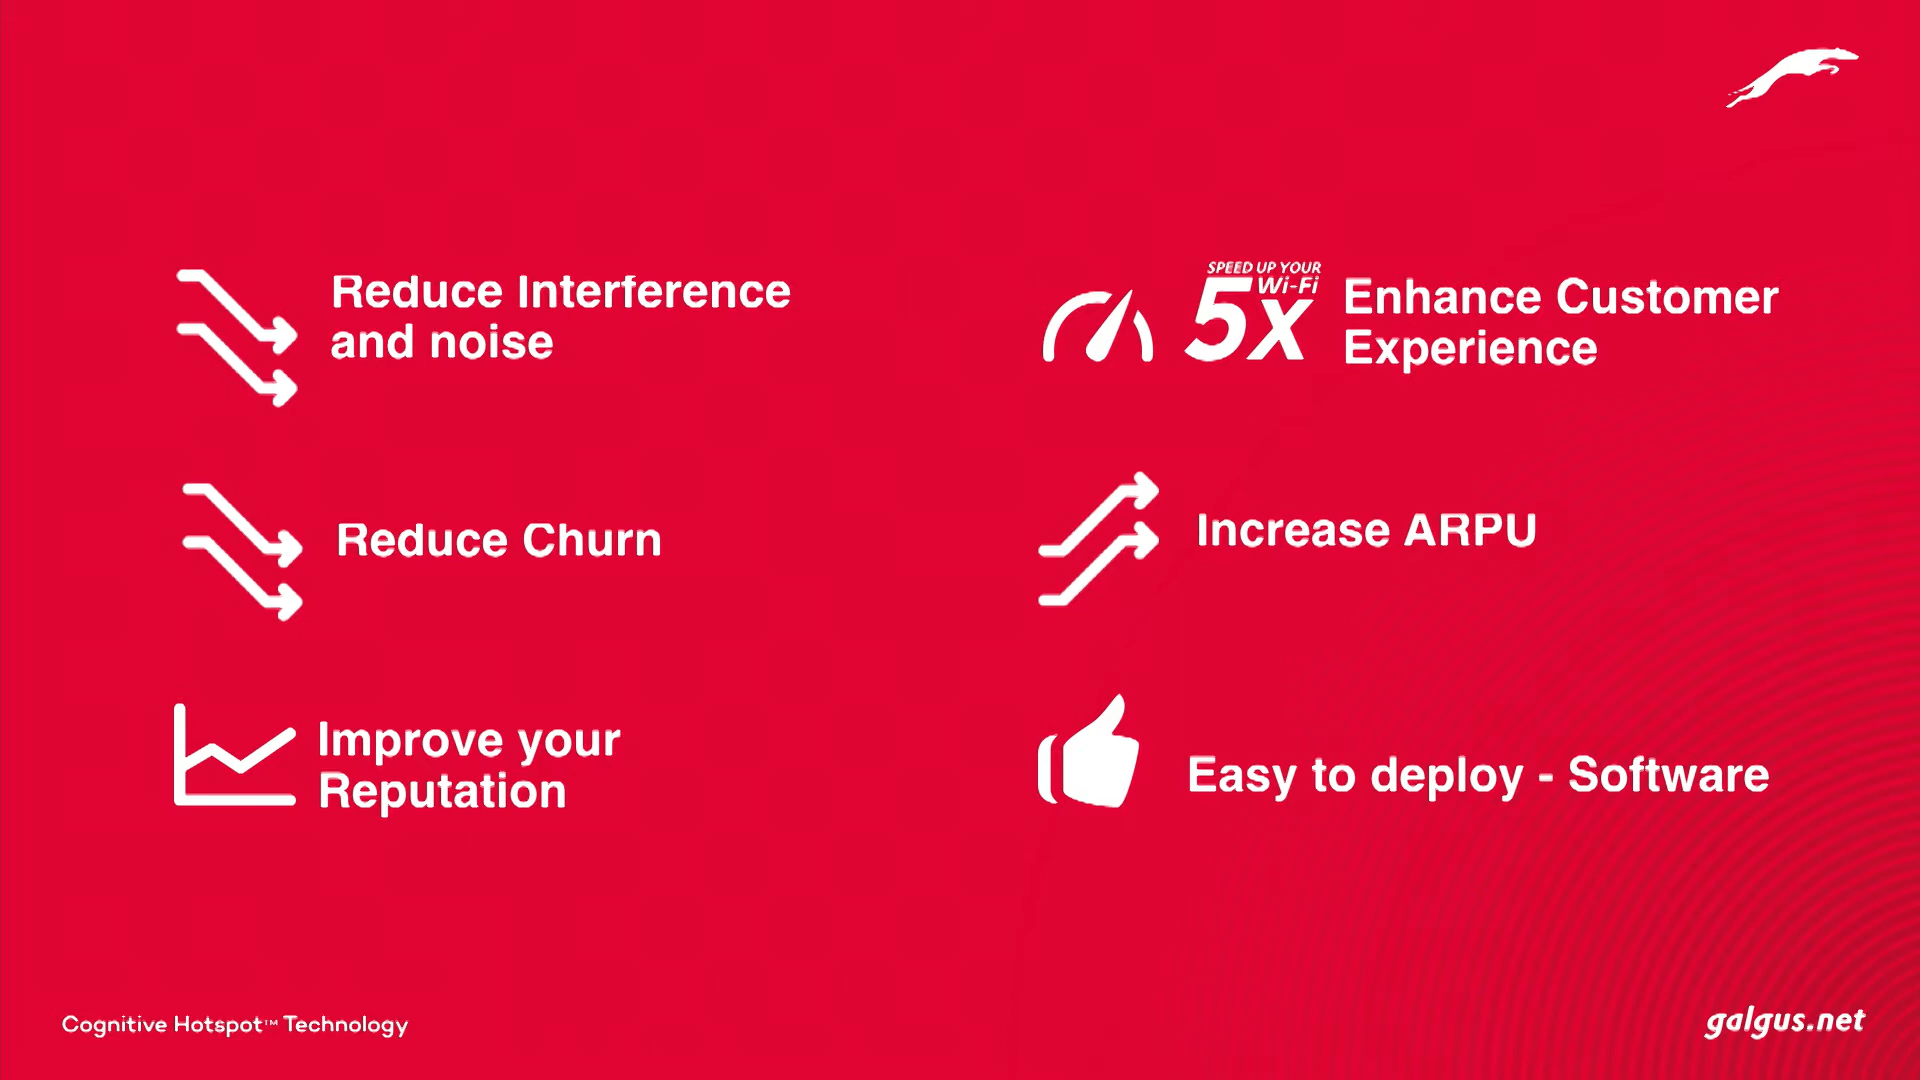 Reduce Interference
and noise
SPEED UP YOUR
Wi-Fi
5x
Enhance Customer
Experience
Reduce Churn
Increase ARPU
Improve your
Reputation
Easy to deploy - Software
Cognitive Hotspot™ Technology
galgus.net